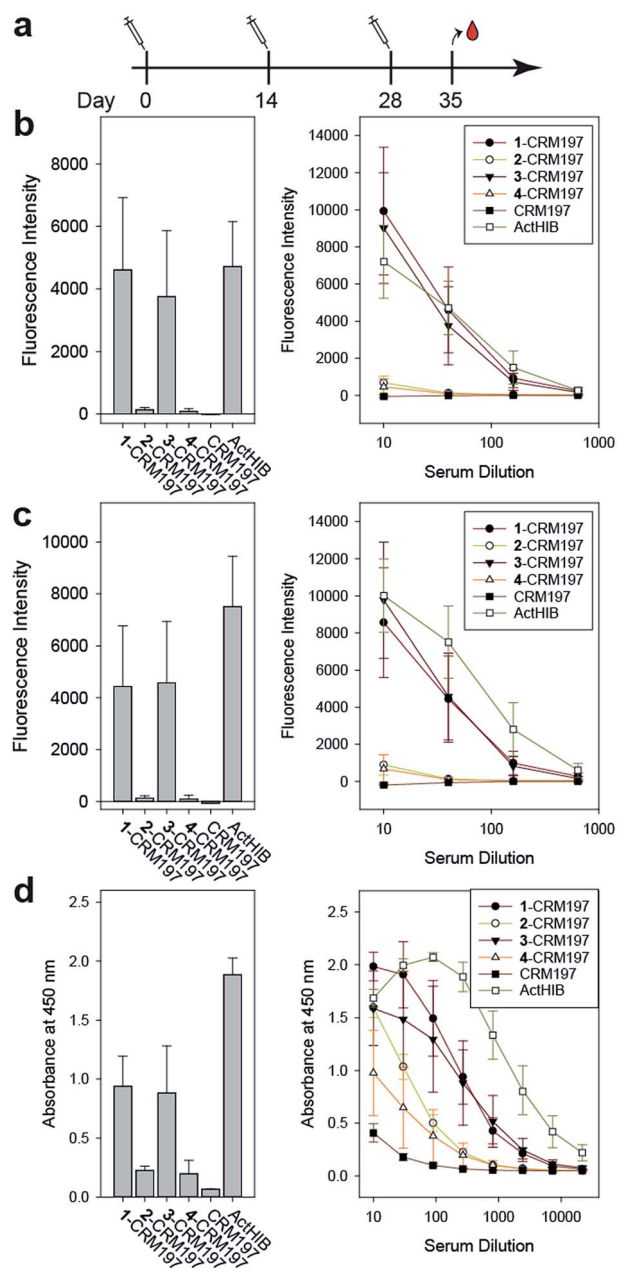 a
Day 0 14 28 35
b
Fluorescence Intensity
8000
6000
4000
2000
0
1-CRM197
2-CRM197
3-CRM197
4-CRM197
CRM197
ActHIB
Fluorescence Intensity
14000
12000
10000
8000
6000
4000
2000
0
10 100 1000
Serum Dilution
1-CRM197
2-CRM197
3-CRM197
4-CRM197
CRM197
ActHIB
c
Fluorescence Intensity
10000
8000
6000
4000
2000
0
1-CRM197
2-CRM197
3-CRM197
4-CRM197
CRM197
ActHIB
Fluorescence Intensity
14000
12000
10000
8000
6000
4000
2000
0
10 100 1000
Serum Dilution
1-CRM197
2-CRM197
3-CRM197
4-CRM197
CRM197
ActHIB
d
Absorbance at 450 nm
2.5
2.0
1.5
1.0
0.5
0.0
1-CRM197
2-CRM197
3-CRM197
4-CRM197
CRM197
ActHIB
Absorbance at 450 nm
2.5
2.0
1.5
1.0
0.5
0.0
10 100 1000 10000
Serum Dilution
1-CRM197
2-CRM197
3-CRM197
4-CRM197
CRM197
ActHIB